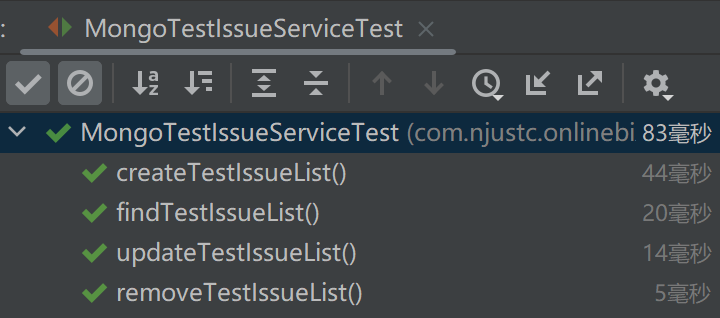 : MongoTestIssueServiceTest
MongoTestIssueServiceTest (com.njustc.onlinebi 83毫秒
createTestIssueList() 44毫秒
findTestIssueList() 20毫秒
updateTestIssueList() 14毫秒
removeTestIssueList() 5毫秒